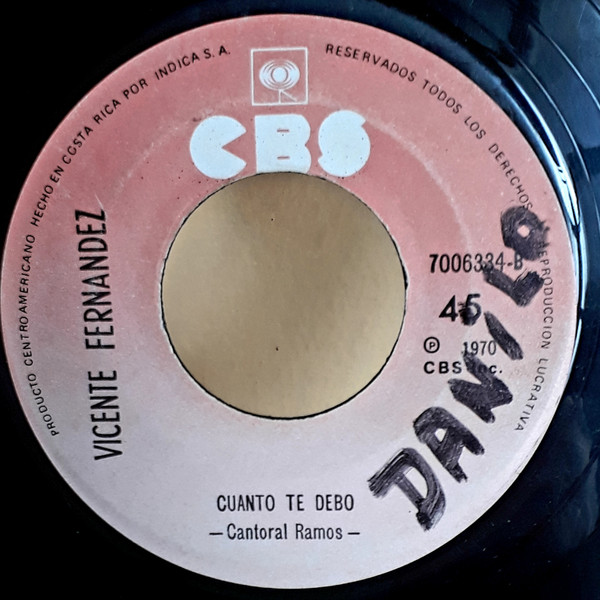 PRODUCTO CENTROAMERICANO HECHO EN COSTA RICA POR INDICA S. A.
RESERVADOS TODOS LOS DERECHOS REPRODUCCION LUCRATIVA
CBS
VICENTE FERNANDEZ
7006334-B
45
℗ 1970
CBS Inc.
DANILO
CUANTO TE DEBO
— Cantoral Ramos —